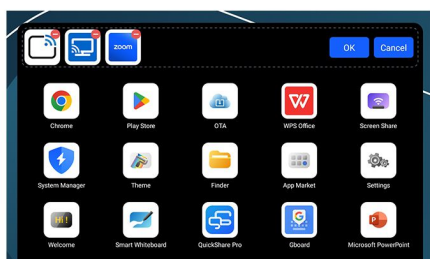 zoom
OK Cancel
Chrome Play Store OTA WPS Office Screen Share
System Manager Theme Finder App Market Settings
Hi !
Welcome Smart Whiteboard QuickShare Pro Gboard Microsoft PowerPoint